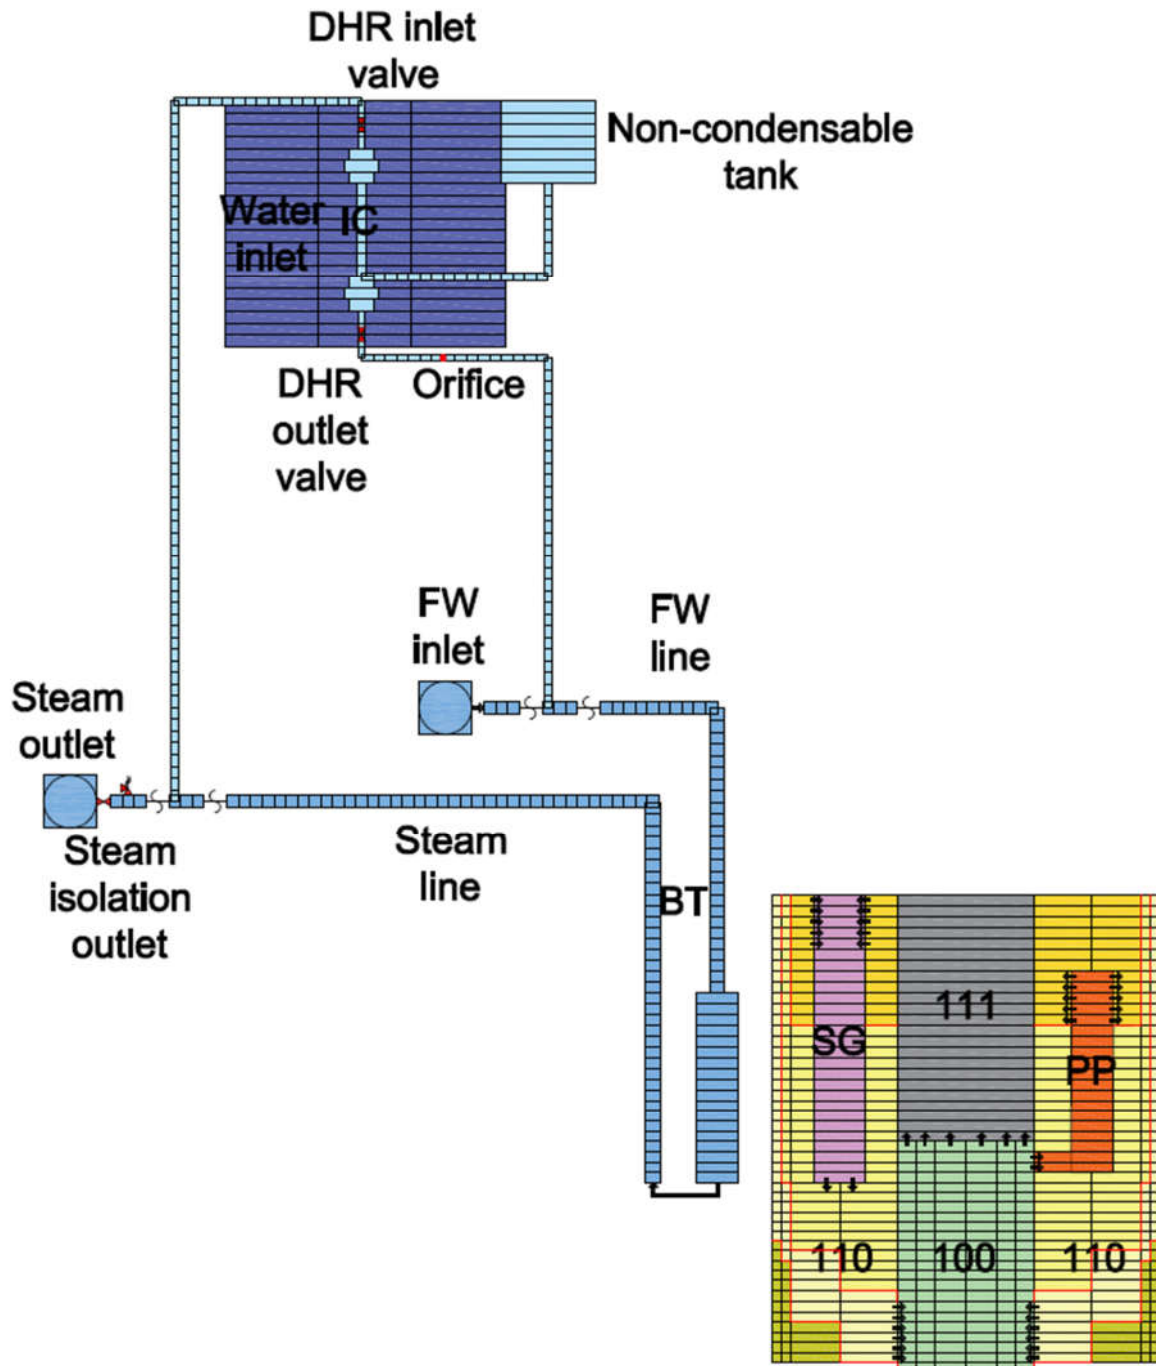 DHR inlet
valve
Non-condensable
tank
Water
inlet
IC
DHR
outlet
valve
Orifice
FW
inlet
FW
line
Steam
outlet
Steam
isolation
outlet
Steam
line
BT
111
SG
PP
110
100
110